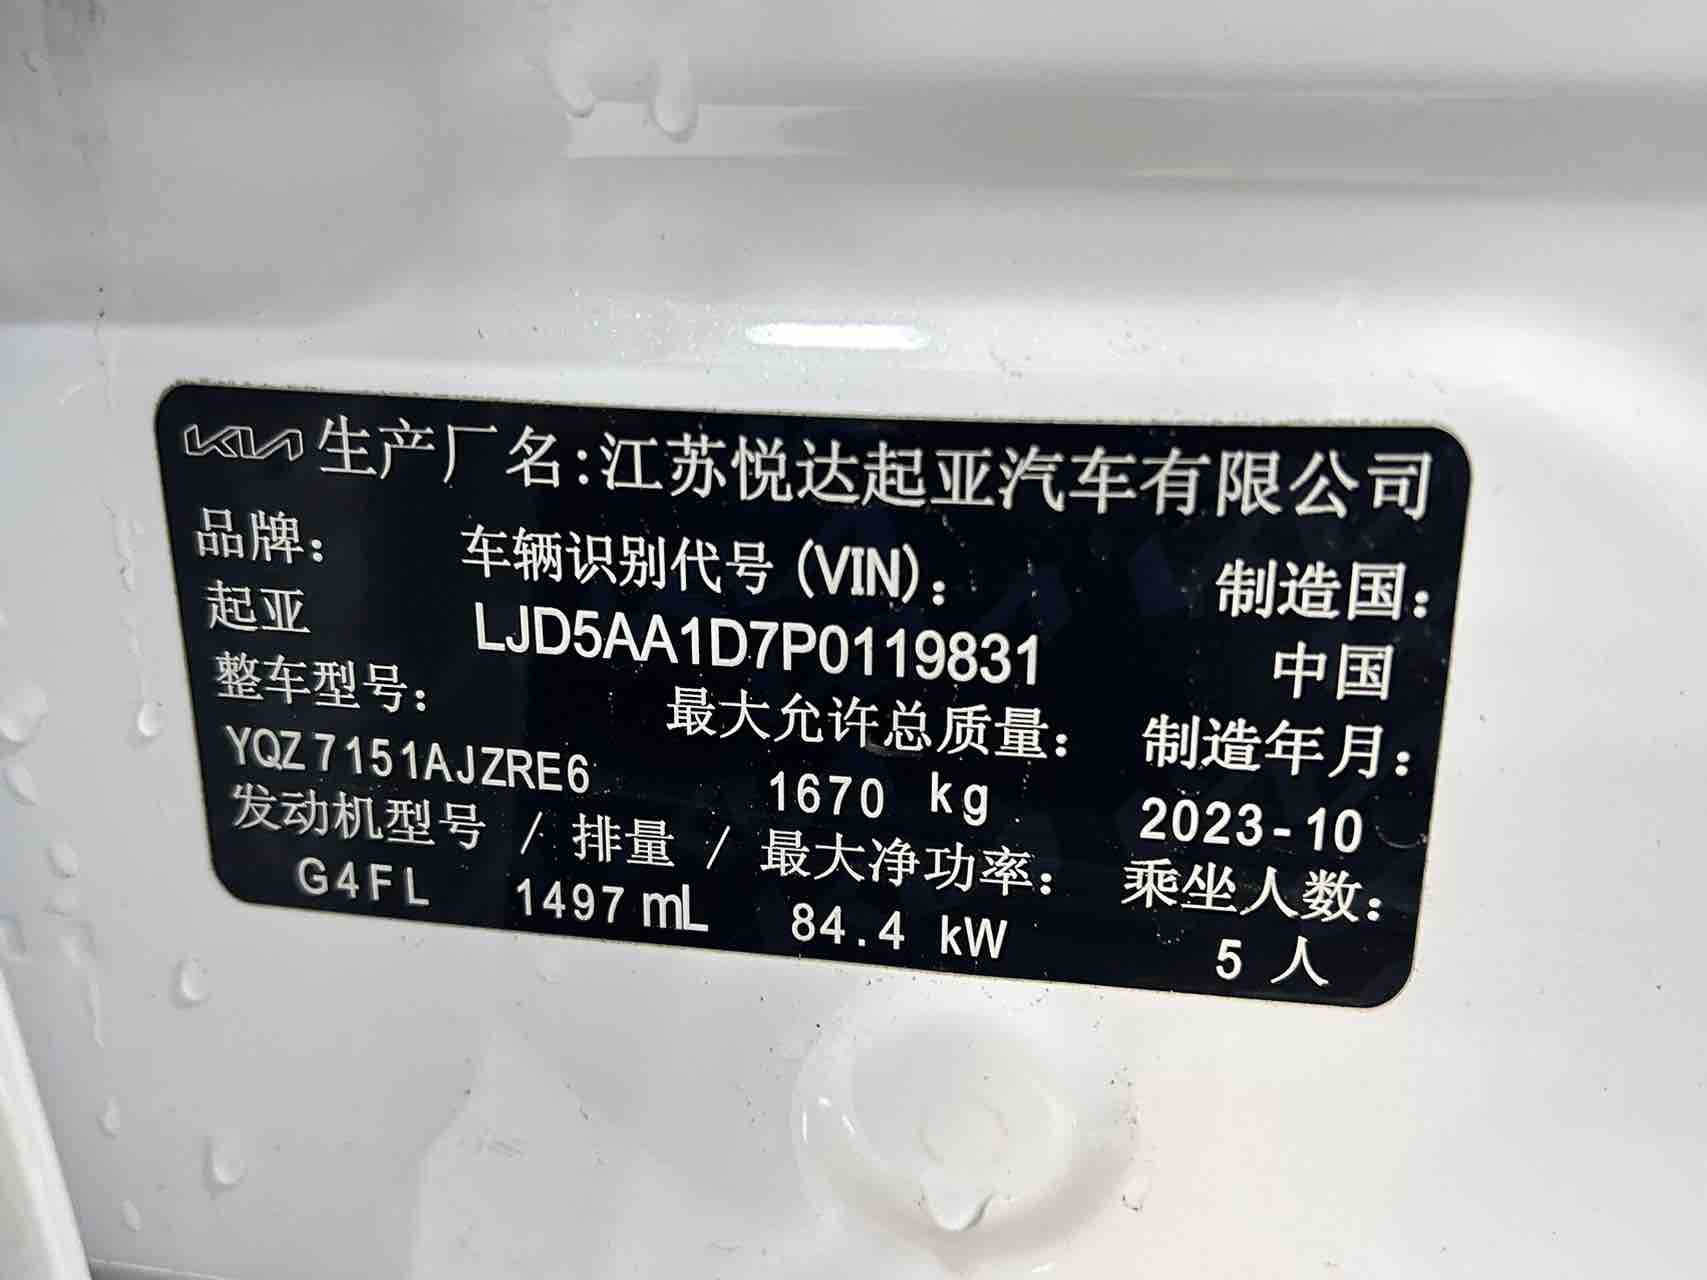 KIA 生产厂名:江苏悦达起亚汽车有限公司
品牌: 车辆识别代号(VIN): 制造国:
起亚 LJD5AA1D7P0119831 中国
整车型号: 最大允许总质量: 制造年月:
YQZ7151AJZRE6 1670 kg 2023-10
发动机型号 / 排量 / 最大净功率: 乘坐人数:
G4FL 1497 mL 84.4 kW 5 人